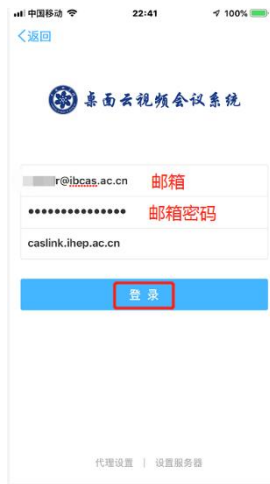 中国移动 22:41 100%
返回
桌面云视频会议系统
r@ibcas.ac.cn 邮箱
••••••••••••••• 邮箱密码
caslink.ihep.ac.cn
登 录
代理设置 | 设置服务器